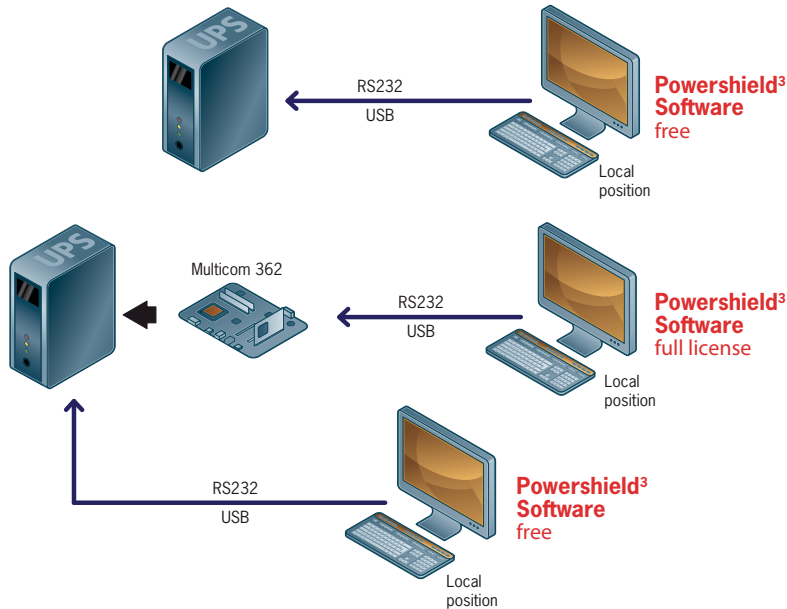 UPS
RS232
USB
Powershield³
Software
free
Local
position
UPS
Multicom 362
RS232
USB
Powershield³
Software
full license
Local
position
RS232
USB
Powershield³
Software
free
Local
position